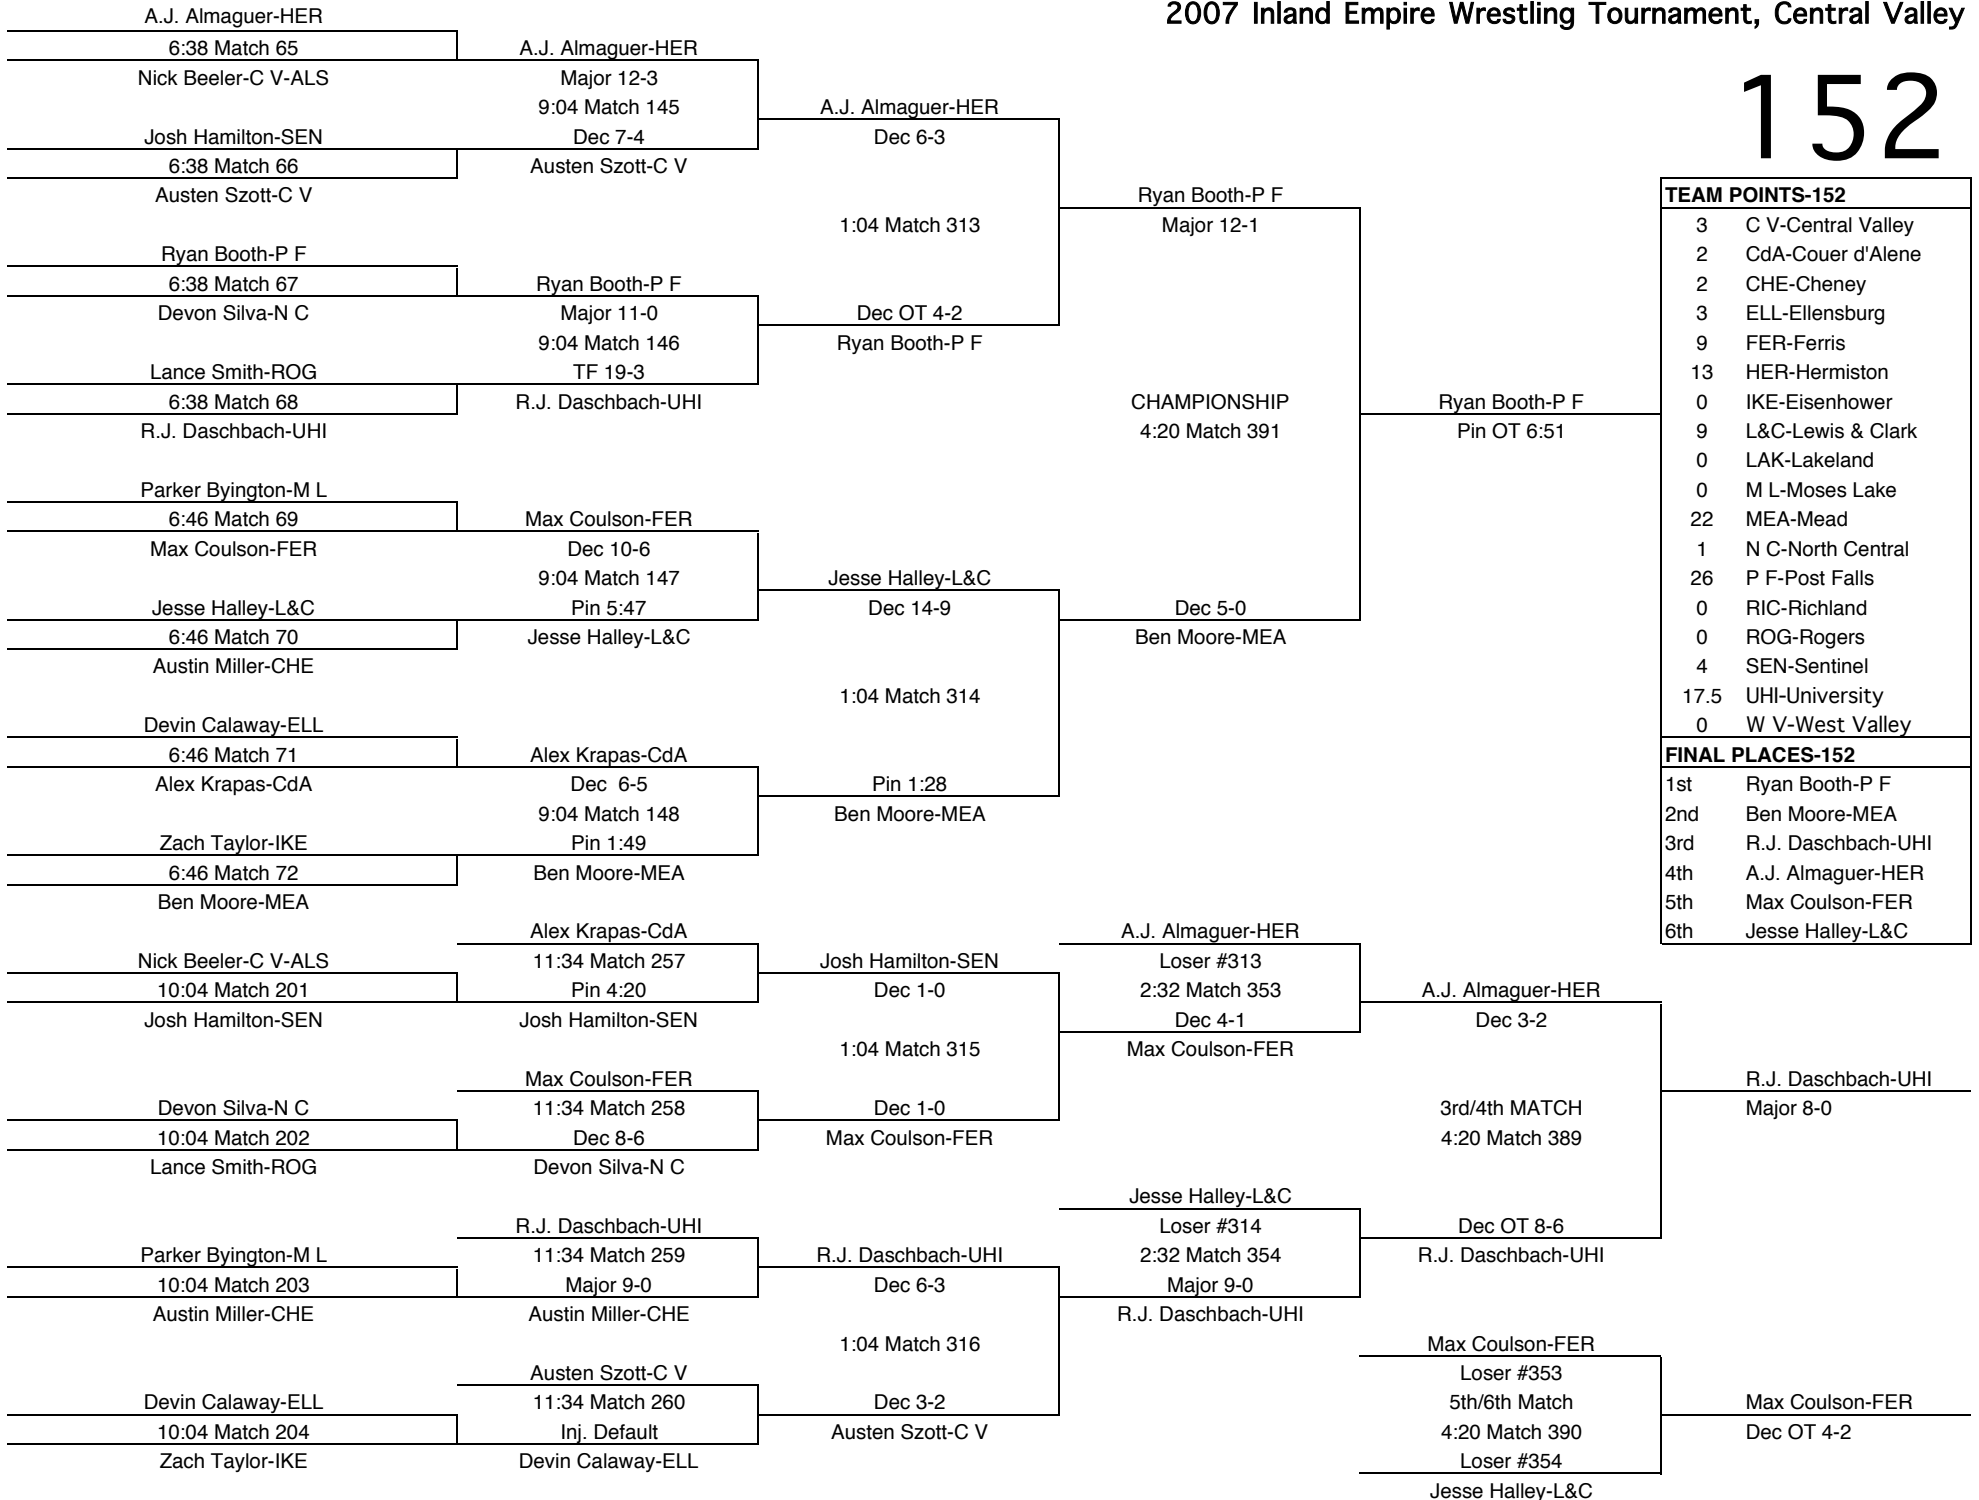 2007 Inland Empire Wrestling Tournament, Central Valley
152
A.J. Almaguer-HER
6:38 Match 65
Nick Beeler-C V-ALS
Josh Hamilton-SEN
6:38 Match 66
Austen Szott-C V
Ryan Booth-P F
6:38 Match 67
Devon Silva-N C
Lance Smith-ROG
6:38 Match 68
R.J. Daschbach-UHI
Parker Byington-M L
6:46 Match 69
Max Coulson-FER
Jesse Halley-L&C
6:46 Match 70
Austin Miller-CHE
Devin Calaway-ELL
6:46 Match 71
Alex Krapas-CdA
Zach Taylor-IKE
6:46 Match 72
Ben Moore-MEA
A.J. Almaguer-HER
Major 12-3
9:04 Match 145
Dec 7-4
Austen Szott-C V
Ryan Booth-P F
Major 11-0
9:04 Match 146
TF 19-3
R.J. Daschbach-UHI
Max Coulson-FER
Dec 10-6
9:04 Match 147
Pin 5:47
Jesse Halley-L&C
Alex Krapas-CdA
Dec 6-5
9:04 Match 148
Pin 1:49
Ben Moore-MEA
A.J. Almaguer-HER
Dec 6-3
1:04 Match 313
Dec OT 4-2
Ryan Booth-P F
Jesse Halley-L&C
Dec 14-9
1:04 Match 314
Pin 1:28
Ben Moore-MEA
Ryan Booth-P F
Major 12-1
CHAMPIONSHIP
4:20 Match 391
Dec 5-0
Ben Moore-MEA
Ryan Booth-P F
Pin OT 6:51
TEAM POINTS-152
3 C V-Central Valley
2 CdA-Couer d'Alene
2 CHE-Cheney
3 ELL-Ellensburg
9 FER-Ferris
13 HER-Hermiston
0 IKE-Eisenhower
9 L&C-Lewis & Clark
0 LAK-Lakeland
0 M L-Moses Lake
22 MEA-Mead
1 N C-North Central
26 P F-Post Falls
0 RIC-Richland
0 ROG-Rogers
4 SEN-Sentinel
17.5 UHI-University
0 W V-West Valley
FINAL PLACES-152
1st Ryan Booth-P F
2nd Ben Moore-MEA
3rd R.J. Daschbach-UHI
4th A.J. Almaguer-HER
5th Max Coulson-FER
6th Jesse Halley-L&C
Nick Beeler-C V-ALS
10:04 Match 201
Josh Hamilton-SEN
Devon Silva-N C
10:04 Match 202
Lance Smith-ROG
Parker Byington-M L
10:04 Match 203
Austin Miller-CHE
Devin Calaway-ELL
10:04 Match 204
Zach Taylor-IKE
Alex Krapas-CdA
11:34 Match 257
Pin 4:20
Josh Hamilton-SEN
Max Coulson-FER
11:34 Match 258
Dec 8-6
Devon Silva-N C
R.J. Daschbach-UHI
11:34 Match 259
Major 9-0
Austin Miller-CHE
Austen Szott-C V
11:34 Match 260
Inj. Default
Devin Calaway-ELL
Josh Hamilton-SEN
Dec 1-0
1:04 Match 315
Dec 1-0
Max Coulson-FER
R.J. Daschbach-UHI
Dec 6-3
1:04 Match 316
Dec 3-2
Austen Szott-C V
A.J. Almaguer-HER
Loser #313
2:32 Match 353
Dec 4-1
Max Coulson-FER
Jesse Halley-L&C
Loser #314
2:32 Match 354
Major 9-0
R.J. Daschbach-UHI
A.J. Almaguer-HER
Dec 3-2
3rd/4th MATCH
4:20 Match 389
Dec OT 8-6
R.J. Daschbach-UHI
R.J. Daschbach-UHI
Major 8-0
Max Coulson-FER
Loser #353
5th/6th Match
4:20 Match 390
Loser #354
Jesse Halley-L&C
Max Coulson-FER
Dec OT 4-2